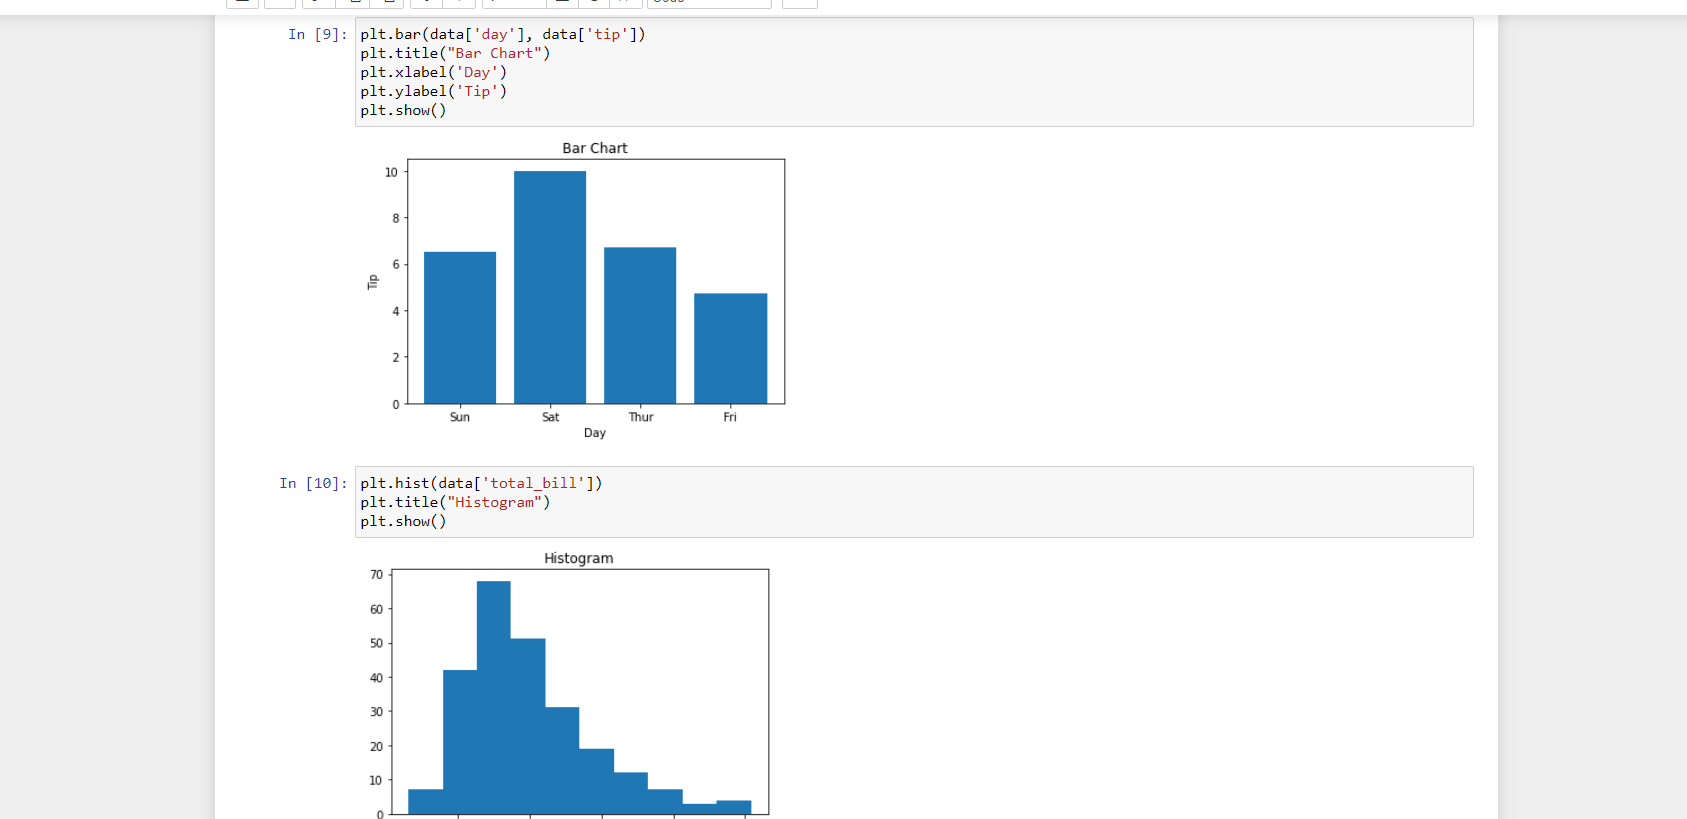 In [9]: plt.bar(data['day'], data['tip'])
plt.title("Bar Chart")
plt.xlabel('Day')
plt.ylabel('Tip')
plt.show()
Bar Chart
10
8
6
4
2
0
Tip
Sun Sat Thur Fri
Day
In [10]: plt.hist(data['total_bill'])
plt.title("Histogram")
plt.show()
Histogram
70
60
50
40
30
20
10
0